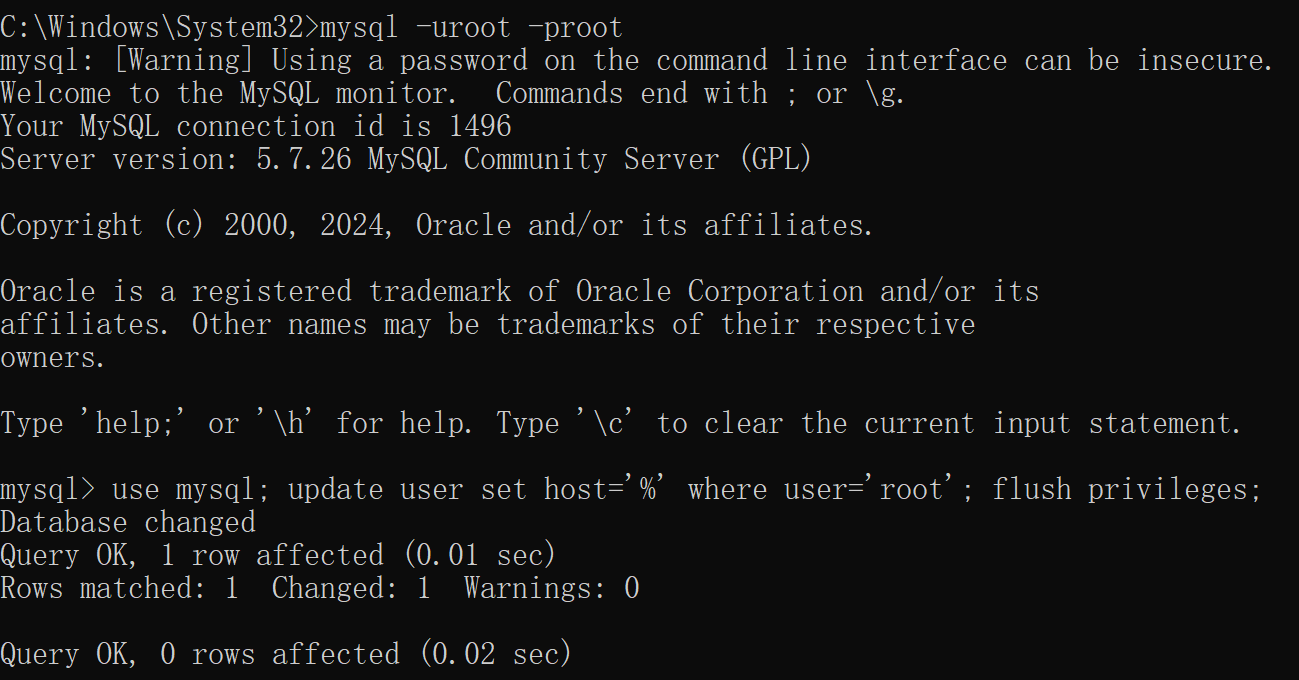 C:\Windows\System32>mysql -uroot -proot
mysql: [Warning] Using a password on the command line interface can be insecure.
Welcome to the MySQL monitor.  Commands end with ; or \g.
Your MySQL connection id is 1496
Server version: 5.7.26 MySQL Community Server (GPL)

Copyright (c) 2000, 2024, Oracle and/or its affiliates.

Oracle is a registered trademark of Oracle Corporation and/or its
affiliates. Other names may be trademarks of their respective
owners.

Type 'help;' or '\h' for help. Type '\c' to clear the current input statement.

mysql> use mysql; update user set host='%' where user='root'; flush privileges;
Database changed
Query OK, 1 row affected (0.01 sec)
Rows matched: 1  Changed: 1  Warnings: 0

Query OK, 0 rows affected (0.02 sec)